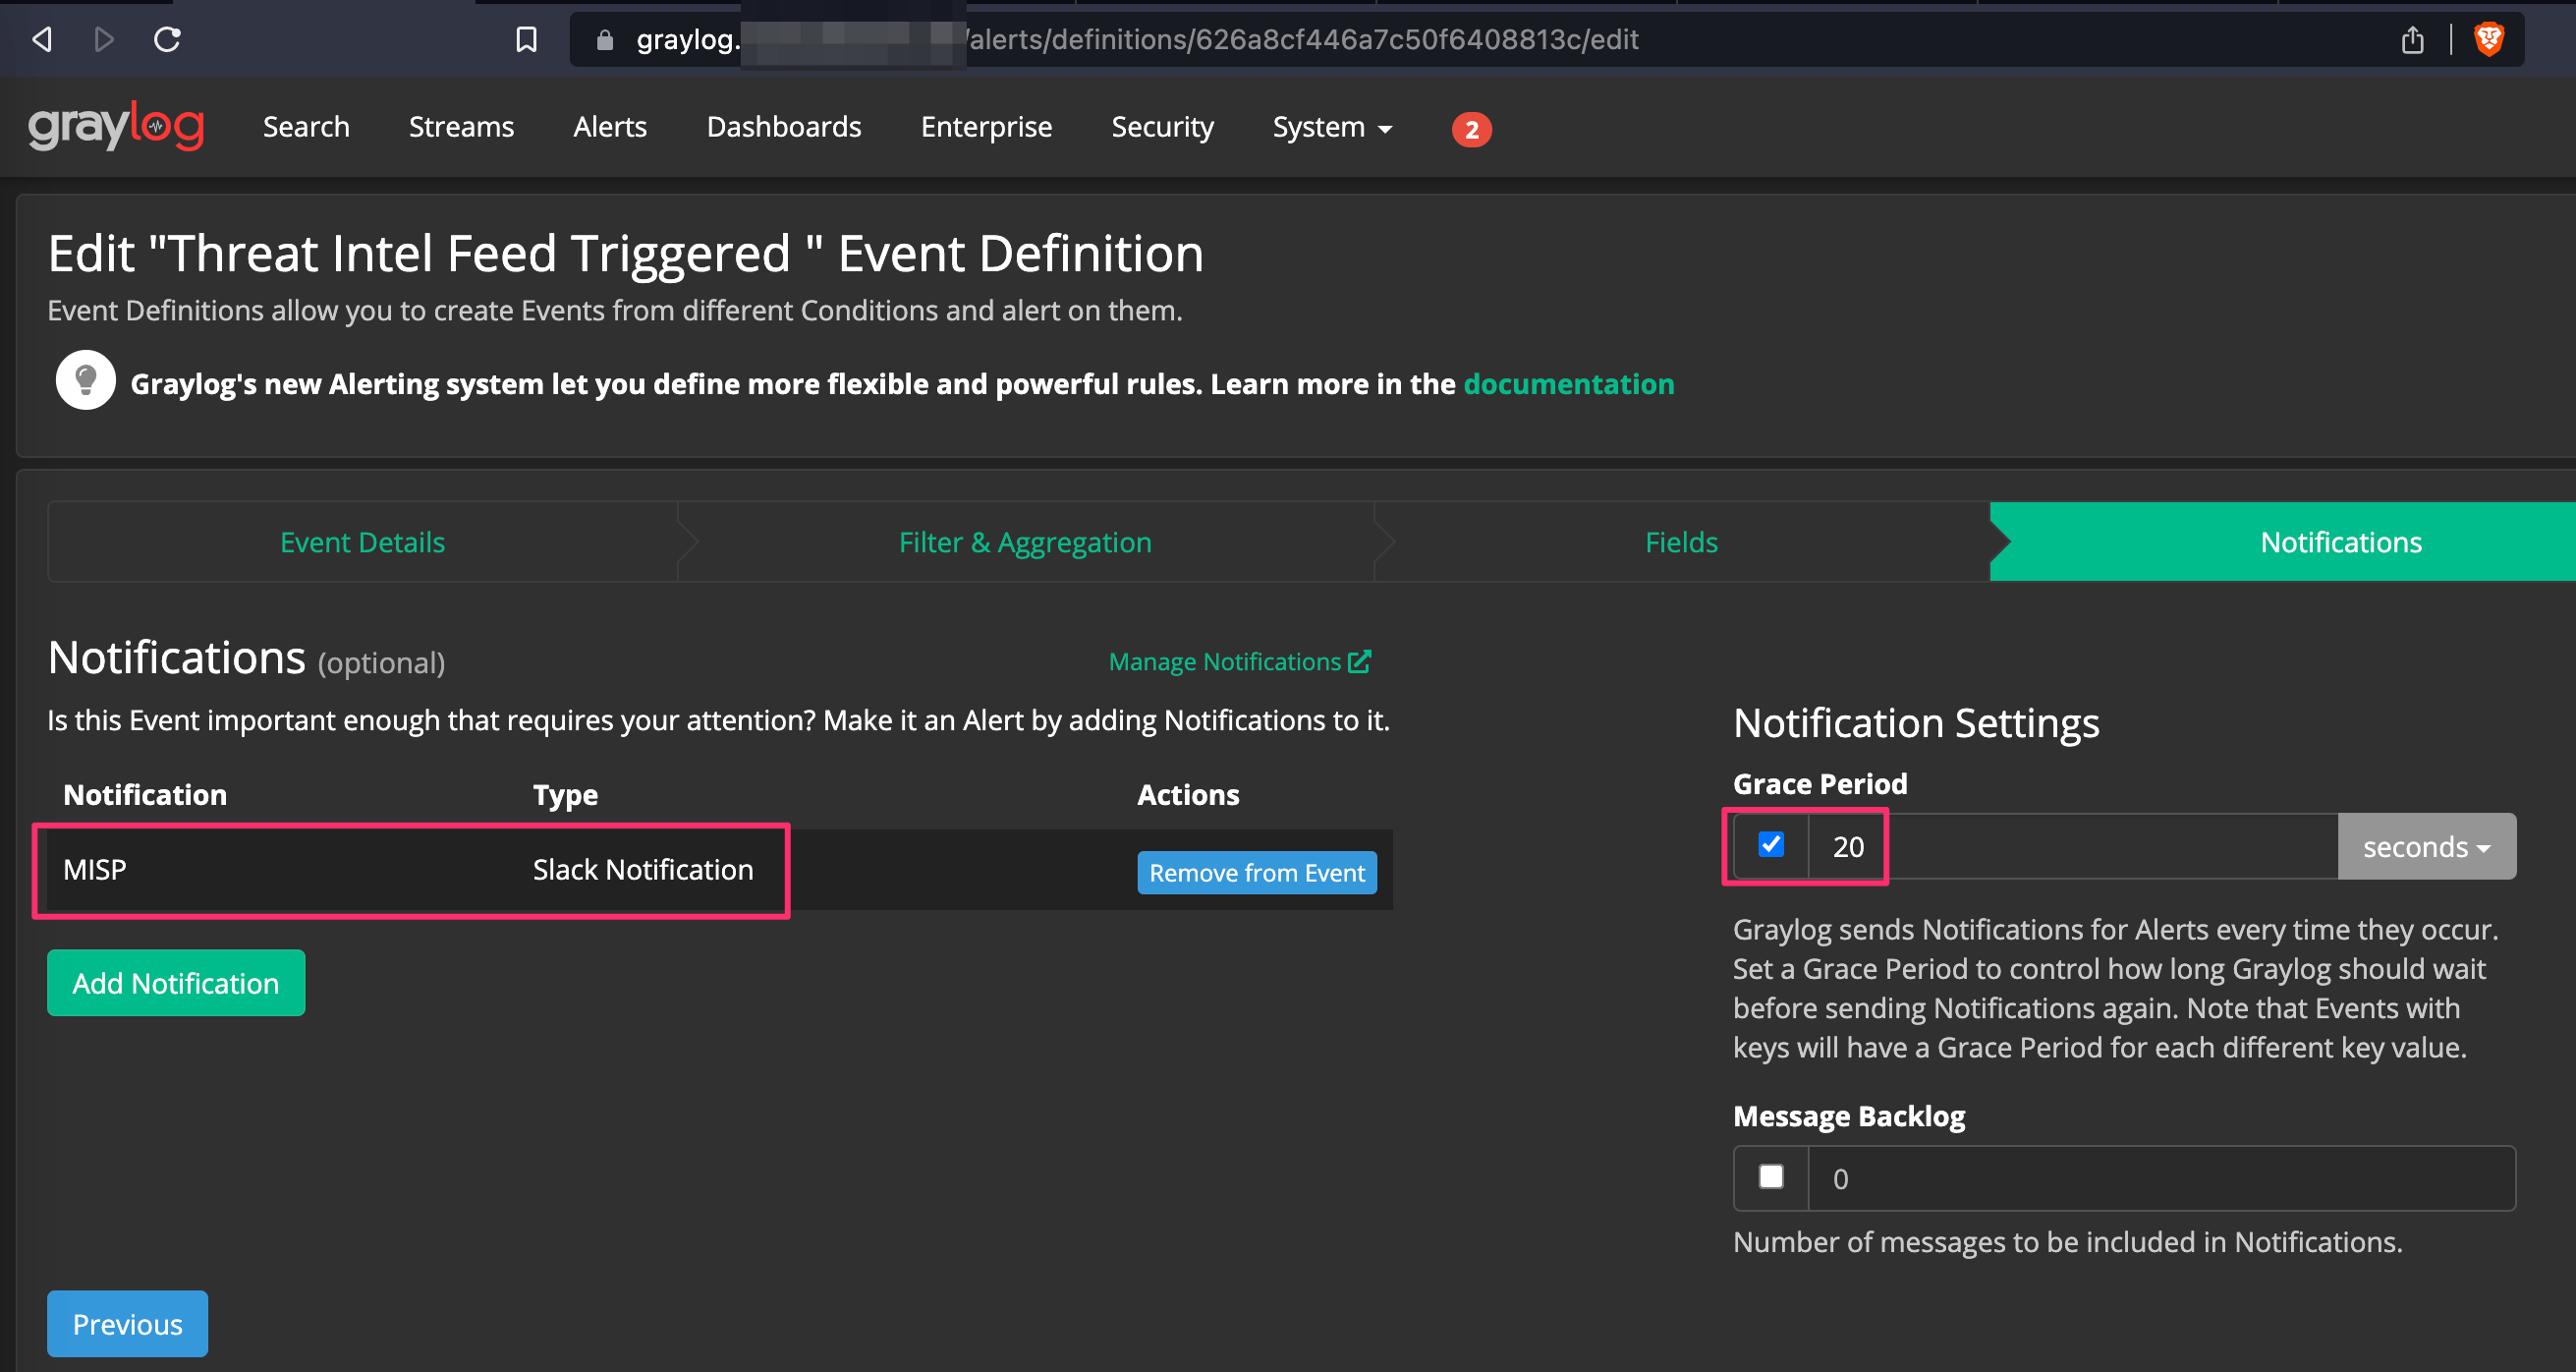 graylog. /alerts/definitions/626a8cf446a7c50f6408813c/edit
graylog Search Streams Alerts Dashboards Enterprise Security System 2
Edit "Threat Intel Feed Triggered " Event Definition
Event Definitions allow you to create Events from different Conditions and alert on them.
Graylog's new Alerting system let you define more flexible and powerful rules. Learn more in the documentation
Event Details Filter & Aggregation Fields Notifications
Notifications (optional) Manage Notifications
Is this Event important enough that requires your attention? Make it an Alert by adding Notifications to it.
Notification Type Actions
MISP Slack Notification Remove from Event
Add Notification
Previous
Notification Settings
Grace Period
20 seconds
Graylog sends Notifications for Alerts every time they occur.
Set a Grace Period to control how long Graylog should wait
before sending Notifications again. Note that Events with
keys will have a Grace Period for each different key value.
Message Backlog
0
Number of messages to be included in Notifications.